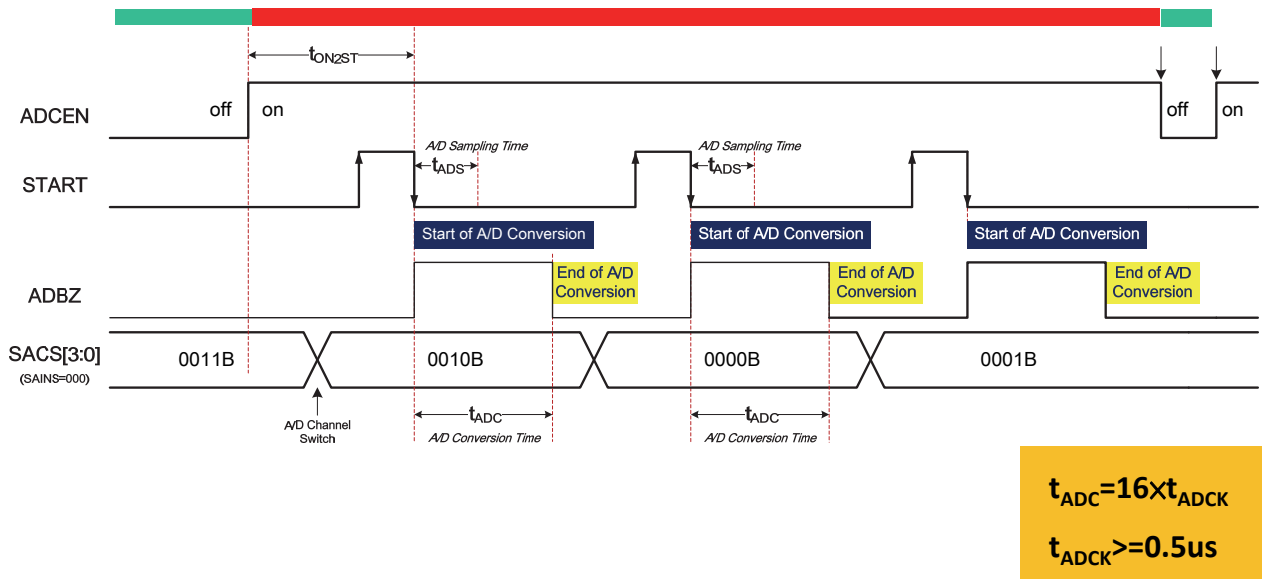 tON2ST
ADCEN
off
on
off
on
A/D Sampling Time
A/D Sampling Time
tADS
tADS
START
Start of A/D Conversion
Start of A/D Conversion
Start of A/D Conversion
ADBZ
End of A/D
Conversion
End of A/D
Conversion
End of A/D
Conversion
SACS[3:0]
(SAINS=000)
0011B
0010B
0000B
0001B
A/D Channel
Switch
tADC
tADC
A/D Conversion Time
A/D Conversion Time
tADC=16×tADCK
tADCK>=0.5us